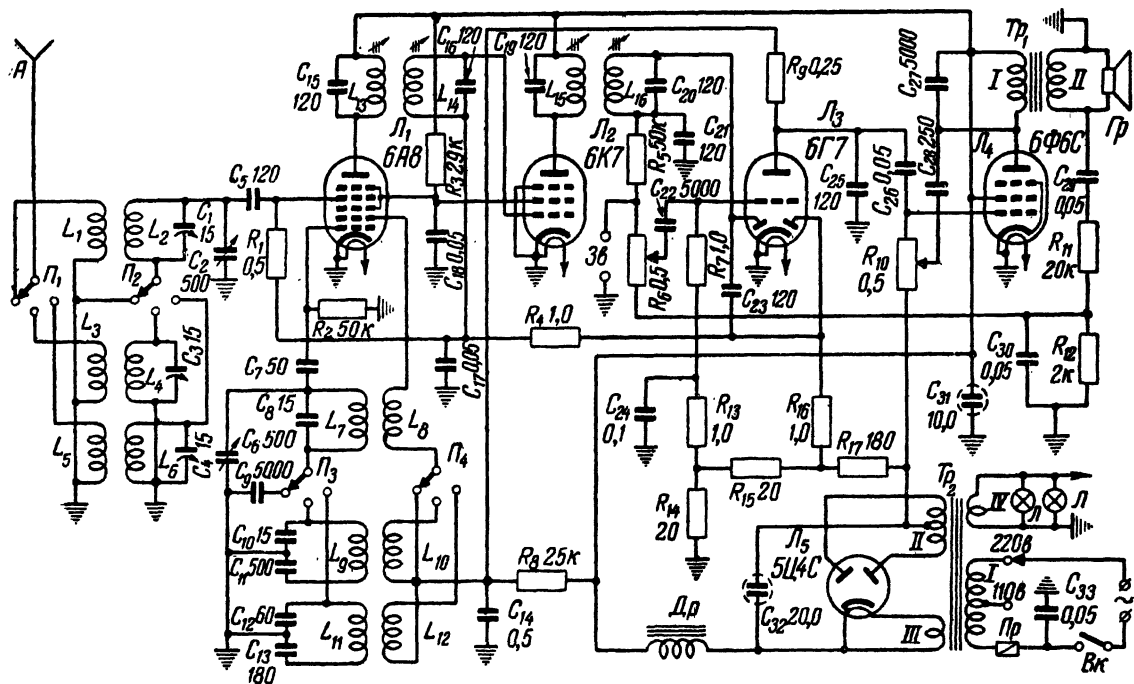 A
C15 120
L13
C16 120
L14
C19 120
L15
L16
C20 120
C21 120
R9 0,25
C27 5000
Тр1
I
II
Гр
Л1
6А8
R3 29к
Л2
6К7
R5 50к
C22 5000
Л3
6Г7
C25 120
C26 0,05
C28 250
Л4
6Ф6С
0,05
R11 20к
C5 120
L1
L2
C1 15
C2 500
R1 0,5
C18 0,05
Зв
R6 0,5
R7 1,0
C23 120
R10 0,5
П1
П2
L3
L4
C3 15
R2 50к
R4 1,0
C17 0,05
C30 0,05
R12 2к
C31 10,0
L5
L6
C4 15
C7 50
C8 15
C6 500
C9 5000
L7
L8
П3
П4
C24 0,1
R13 1,0
R16 1,0
R17 180
R15 20
R14 20
Тр2
IV
Л
Л
C10 15
C11 500
L9
L10
R8 25к
Л5
5Ц4С
II
220в
I
110в
C33 0,05
C12 60
C13 180
L11
L12
C14 0,5
Др
C32 20,0
III
Пр
Вк